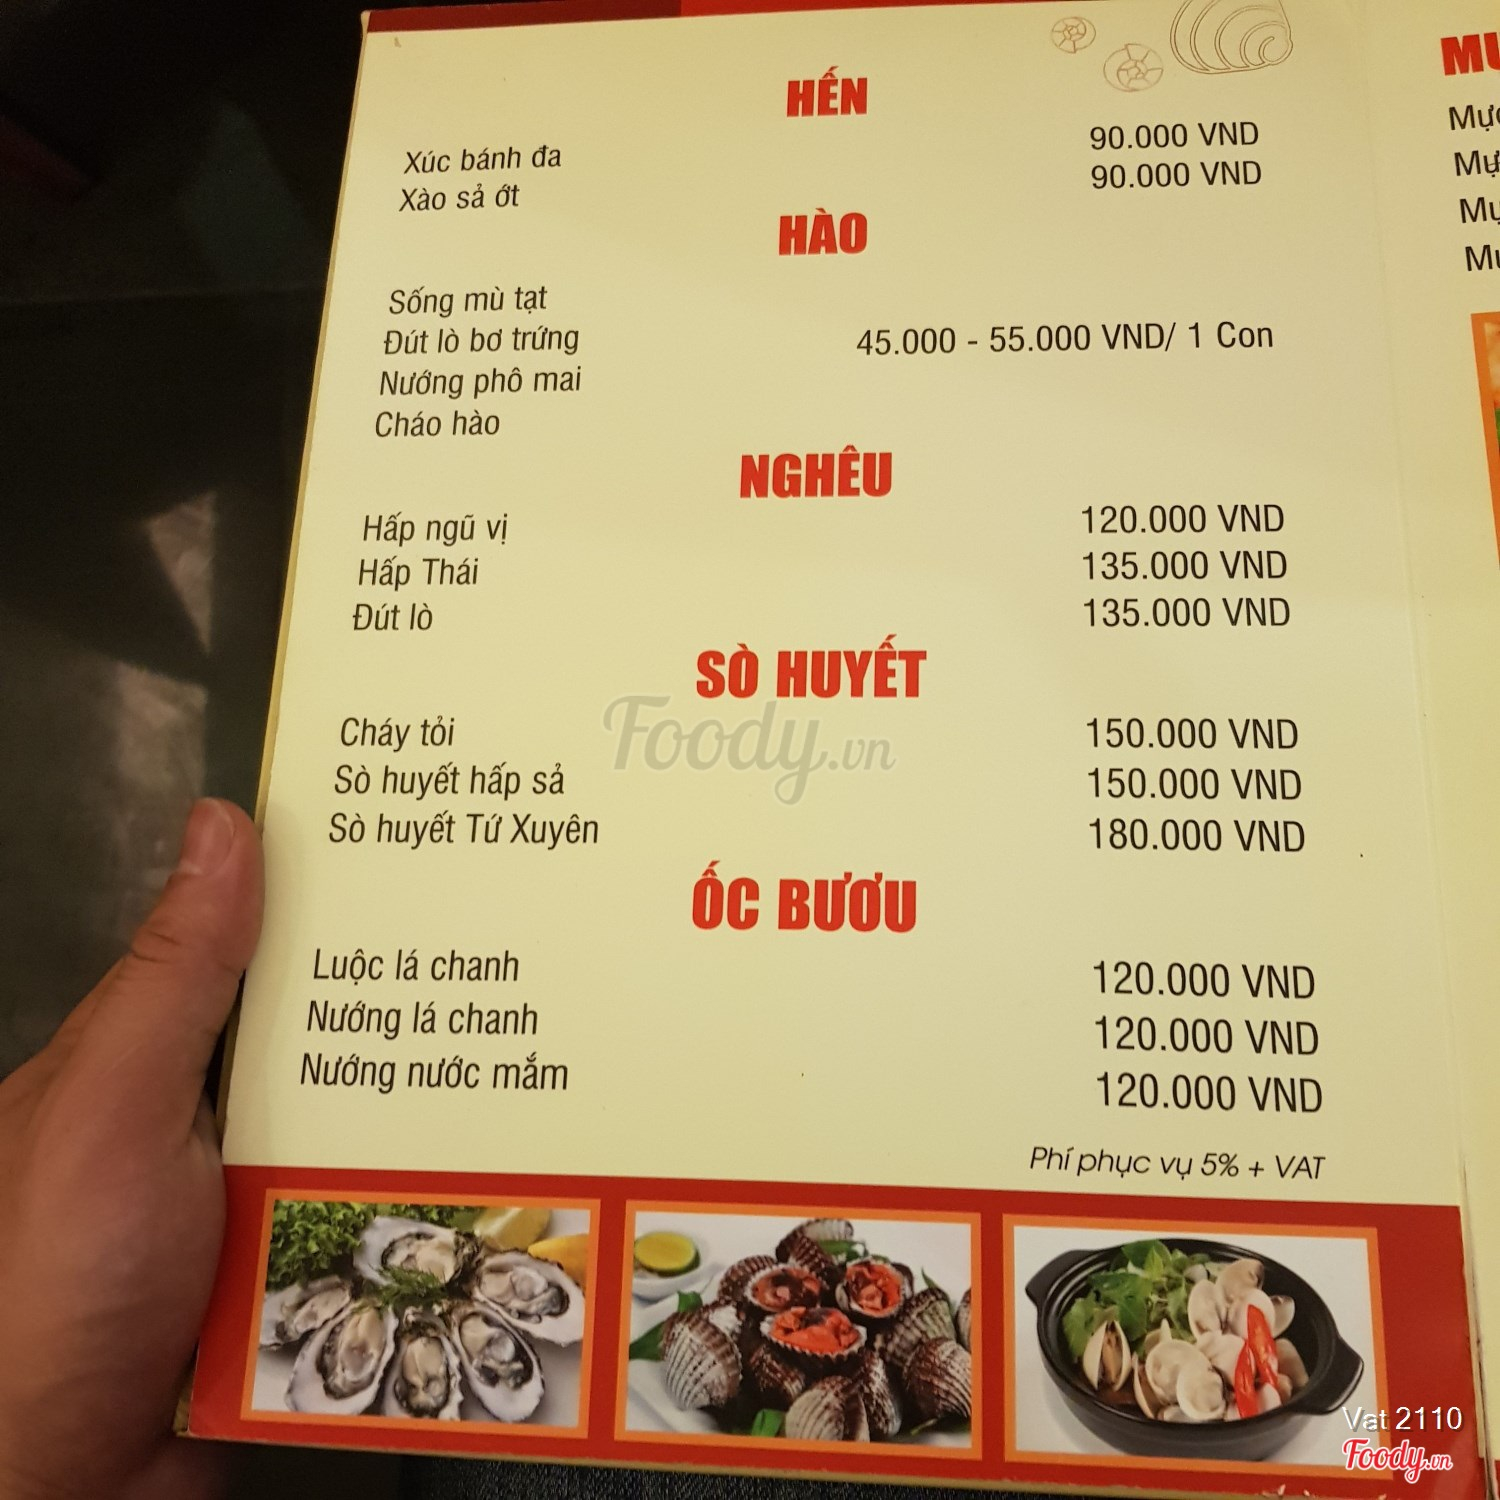 HẾN
Xúc bánh đa 90.000 VND
Xào sả ớt 90.000 VND
HÀO
Sống mù tạt
Đút lò bơ trứng 45.000 - 55.000 VND/ 1 Con
Nướng phô mai
Cháo hào
NGHÊU
Hấp ngũ vị 120.000 VND
Hấp Thái 135.000 VND
Đút lò 135.000 VND
SÒ HUYẾT
Cháy tỏi 150.000 VND
Sò huyết hấp sả 150.000 VND
Sò huyết Tứ Xuyên 180.000 VND
ỐC BƯƠU
Luộc lá chanh 120.000 VND
Nướng lá chanh 120.000 VND
Nướng nước mắm 120.000 VND
Phí phục vụ 5% + VAT
Foody.vn
Vat 2110
Foody.vn